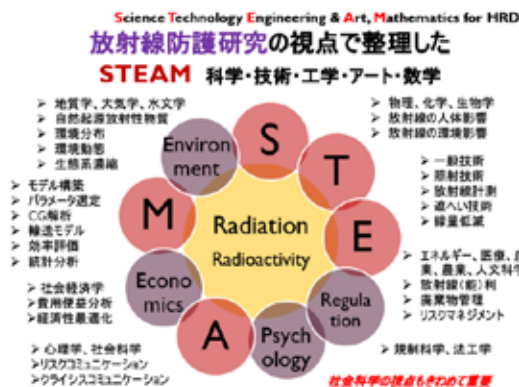 Science Technology Engineering & Art, Mathematics for HRD
放射線防護研究の視点で整理した
STEAM 科学・技術・工学・アート・数学
➢ 地質学、大気学、水文学
➢ 自然起源放射性物質
➢ 環境分布
➢ 環境動態
➢ 生態系濃縮
➢ 物理、化学、生物学
➢ 放射線の人体影響
➢ 放射線の環境影響
Environ
ment
S
T
➢ モデル構築
➢ パラメータ選定
➢ CG解析
➢ 輸送モデル
➢ 効率評価
➢ 統計分析
M
Radiation
Radioactivity
E
➢ 一般技術
➢ 照射技術
➢ 放射線計測
➢ 遮へい技術
➢ 線量低減
➢ 社会経済学
➢費用便益分析
➢経済性最適化
Econo
mics
A
Psych
ology
Regula
tion
➢ エネルギー、医療、
業、農業、人文科学
➢ 放射線(能)利
➢ 廃棄物管理
➢ リスクマネジメント
➢ 心理学、社会科学
➢リスクコミュニケーション
➢クライシスコミュニケーション
➢ 規制科学、法工学
社会科学の視点もきわめて重要